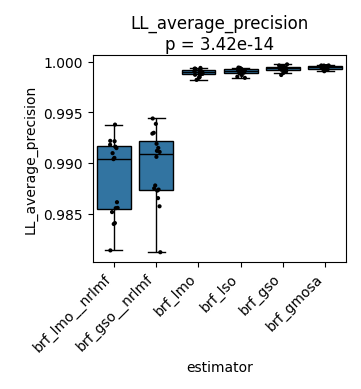 LL_average_precision
p = 3.42e-14
LL_average_precision
1.000
0.995
0.990
0.985
brf_lmo__nrlmf
brf_gso__nrlmf
brf_lmo
brf_lso
brf_gso
brf_gmosa
estimator